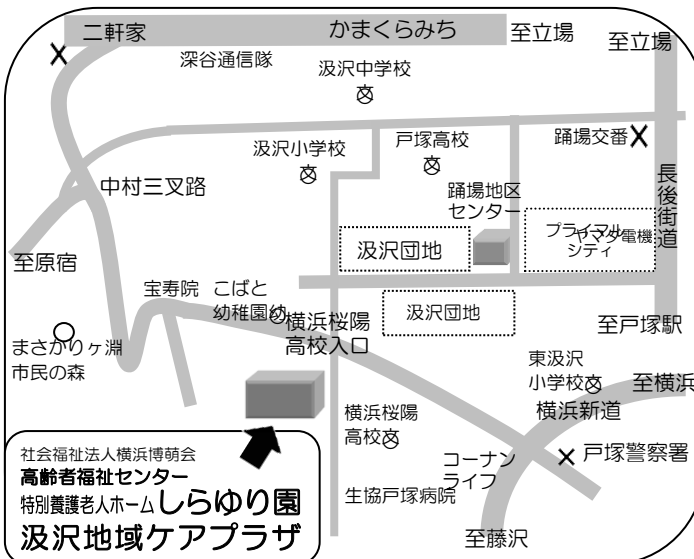 二軒家
かまくらみち
至立場
至立場
深谷通信隊
汲沢中学校
汲沢小学校
戸塚高校
踊場交番
中村三叉路
踊場地区
センター
長後街道
プライマル
シティ
ヤマダ電機
汲沢団地
至原宿
宝寿院
こばと
幼稚園
汲沢団地
横浜桜陽
高校入口
至戸塚駅
まさかりヶ淵
市民の森
東汲沢
小学校
至横浜
横浜新道
横浜桜陽
高校
コーナン
ライフ
戸塚警察署
生協戸塚病院
至藤沢
社会福祉法人横浜博萌会
高齢者福祉センター
特別養護老人ホームしらゆり園
汲沢地域ケアプラザ